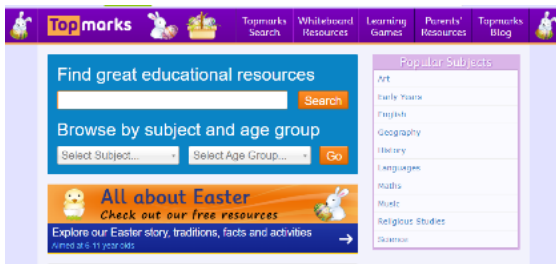 Topmarks
Topmarks Search
Whiteboard Resources
Learning Games
Parents' Resources
Topmarks Blog
Find great educational resources
Search
Browse by subject and age group
Select Subject...
Select Age Group...
Go
All about Easter
Check out our free resources
Explore our Easter story, traditions, facts and activities
Aimed at 6-11 year olds
Popular Subjects
Art
Early Years
English
Geography
History
Languages
Maths
Music
Religious Studies
Science